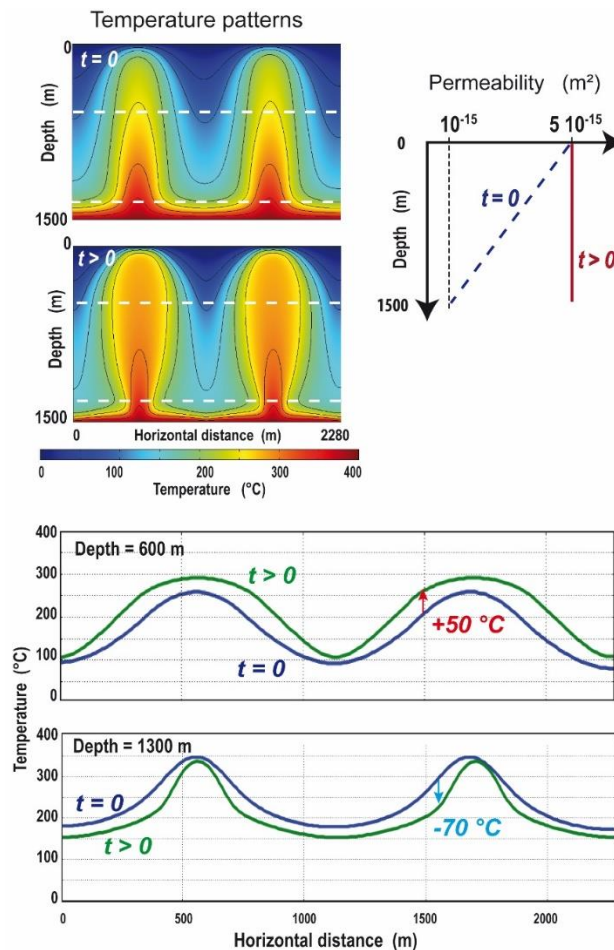 Temperature patterns
0
t = 0
Depth (m)
1500
0
t > 0
Depth (m)
1500
0
Horizontal distance (m)
2280
0
100
200
300
400
Temperature (°C)
Permeability (m²)
10-15
5 10-15
0
t = 0
t > 0
Depth (m)
1500
400
Depth = 600 m
300
t > 0
200
+50 °C
100
t = 0
0
Temperature (°C)
400
Depth = 1300 m
300
t = 0
200
-70 °C
t > 0
100
0
0
500
1000
1500
2000
Horizontal distance (m)